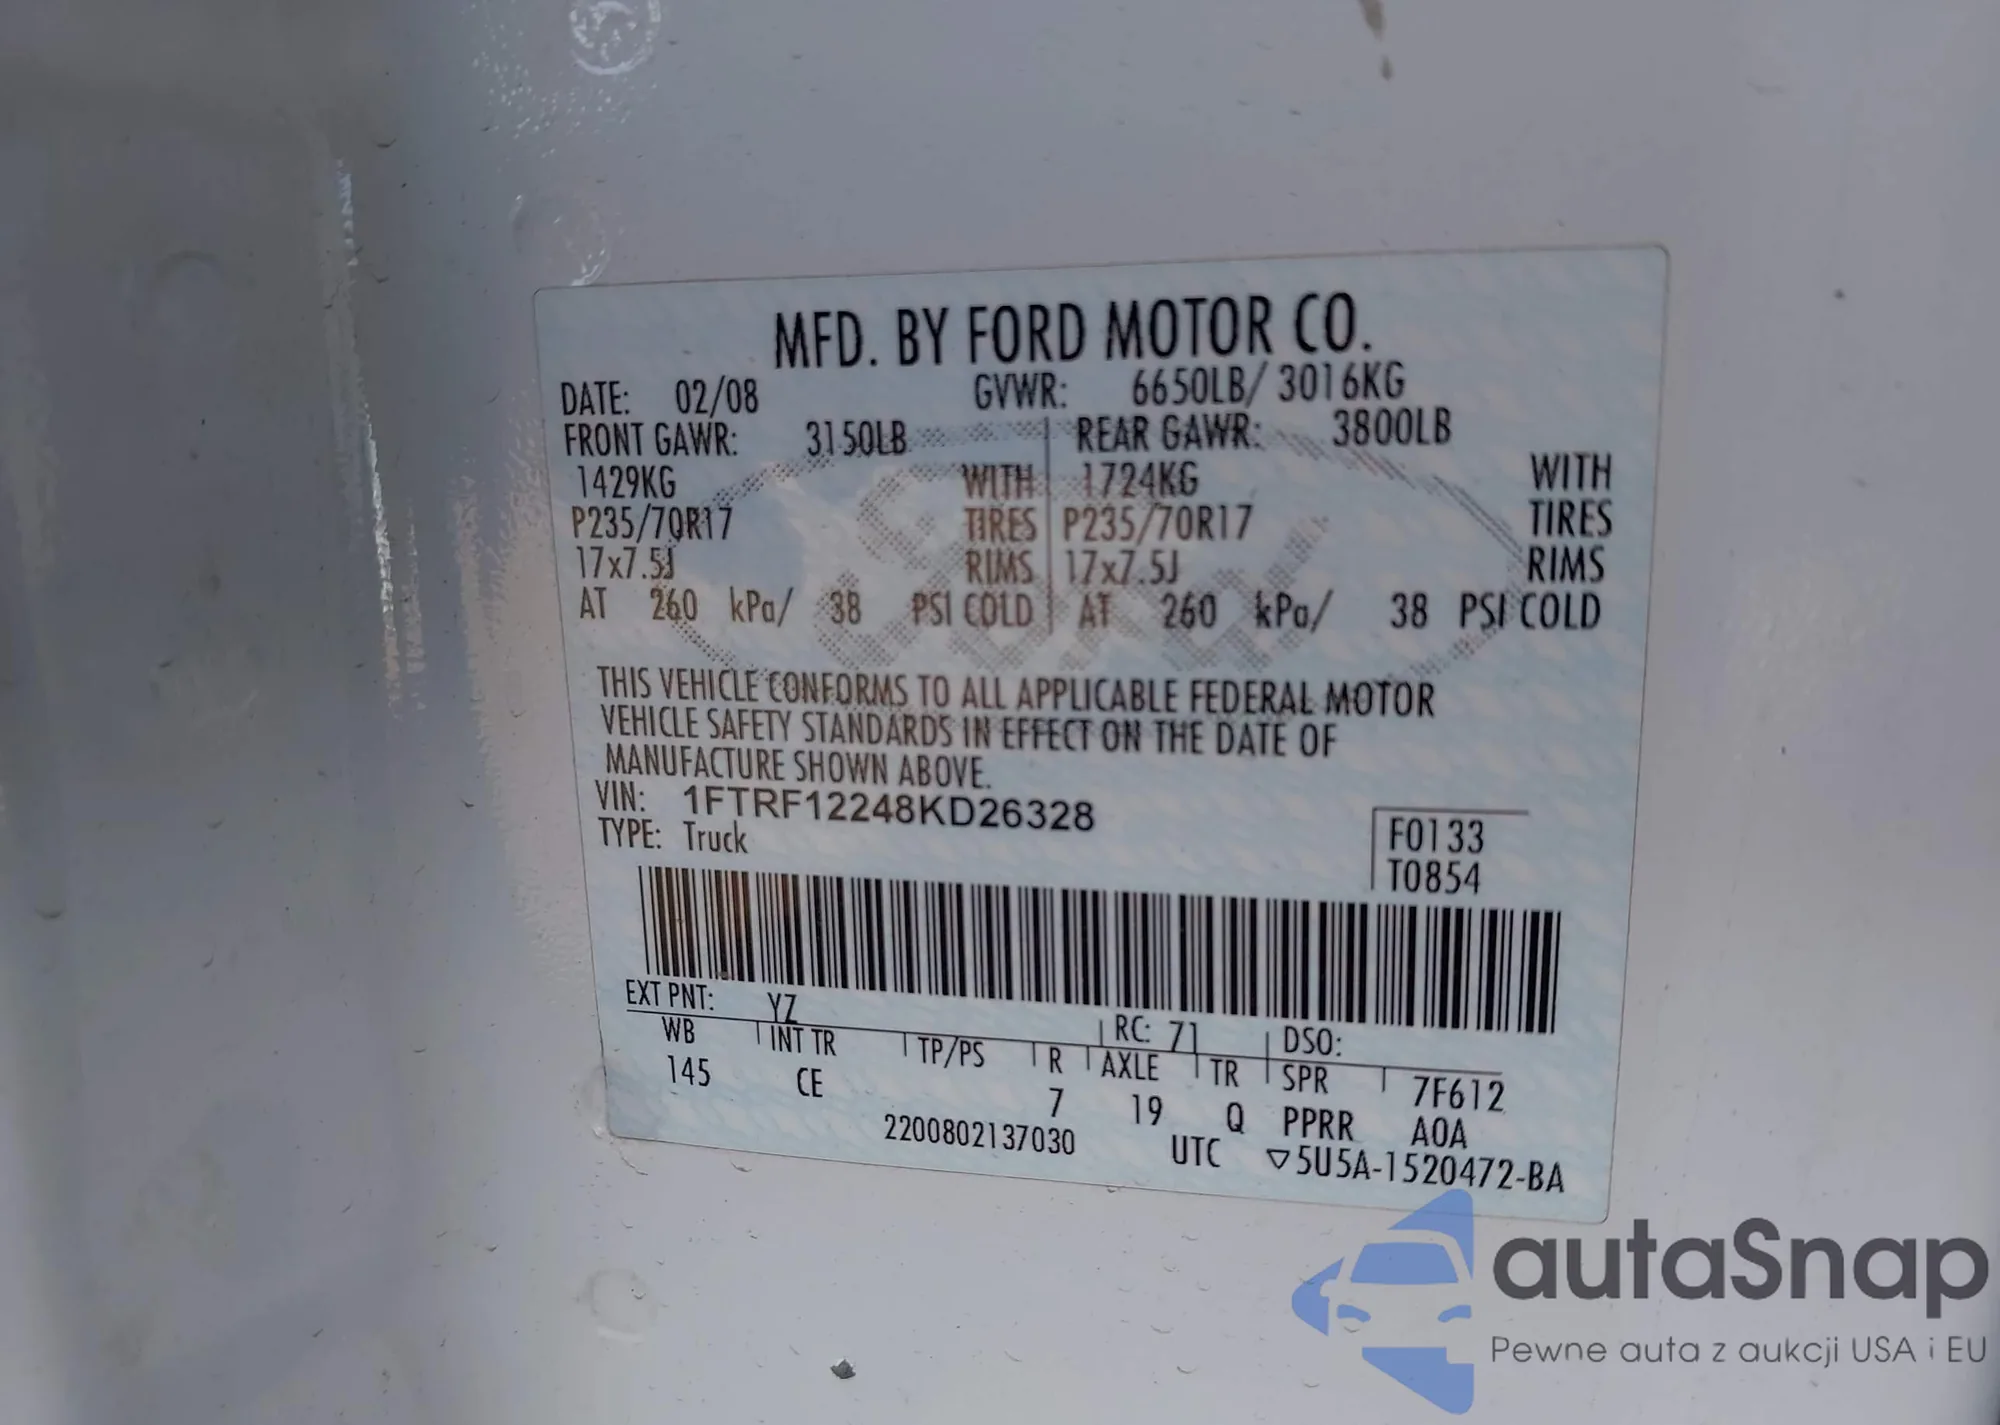 MFD. BY FORD MOTOR CO.
DATE: 02/08 GVWR: 6650LB/ 3016KG
FRONT GAWR: 3150LB REAR GAWR: 3800LB
1429KG WITH 1724KG WITH
P235/70R17 TIRES P235/70R17 TIRES
17x7.5J RIMS 17x7.5J RIMS
AT 260 kPa/ 38 PSI COLD AT 260 kPa/ 38 PSI COLD
THIS VEHICLE CONFORMS TO ALL APPLICABLE FEDERAL MOTOR
VEHICLE SAFETY STANDARDS IN EFFECT ON THE DATE OF
MANUFACTURE SHOWN ABOVE.
VIN: 1FTRF12248KD26328
TYPE: Truck
F0133
T0854
EXT PNT: YZ RC: 71 DSO:
WB INT TR TP/PS R AXLE TR SPR 7F612
145 CE 7 19 Q PPRR A0A
2200802137030 UTC ▽5U5A-1520472-BA
Ford
autaSnap
Pewne auta z aukcji USA i EU